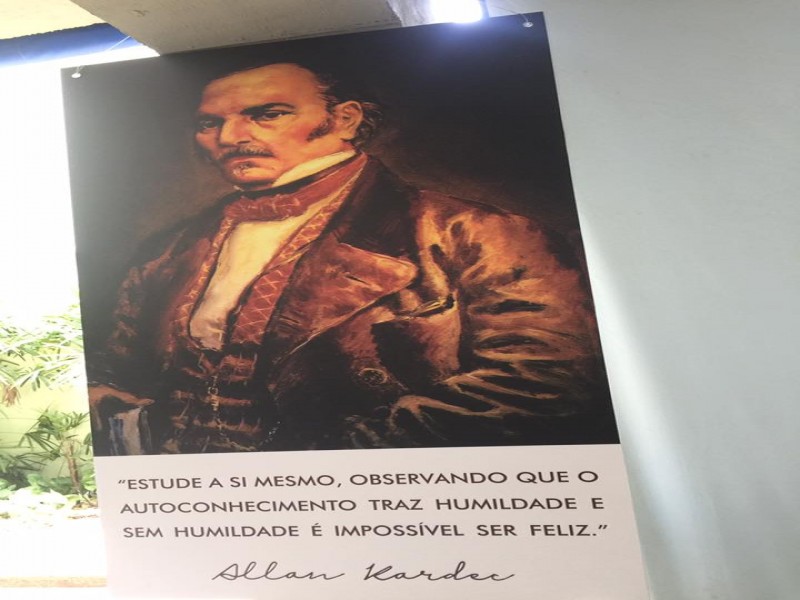 “ESTUDE A SI MESMO, OBSERVANDO QUE O
AUTOCONHECIMENTO TRAZ HUMILDADE E
SEM HUMILDADE É IMPOSSÍVEL SER FELIZ.”
Allan Kardec